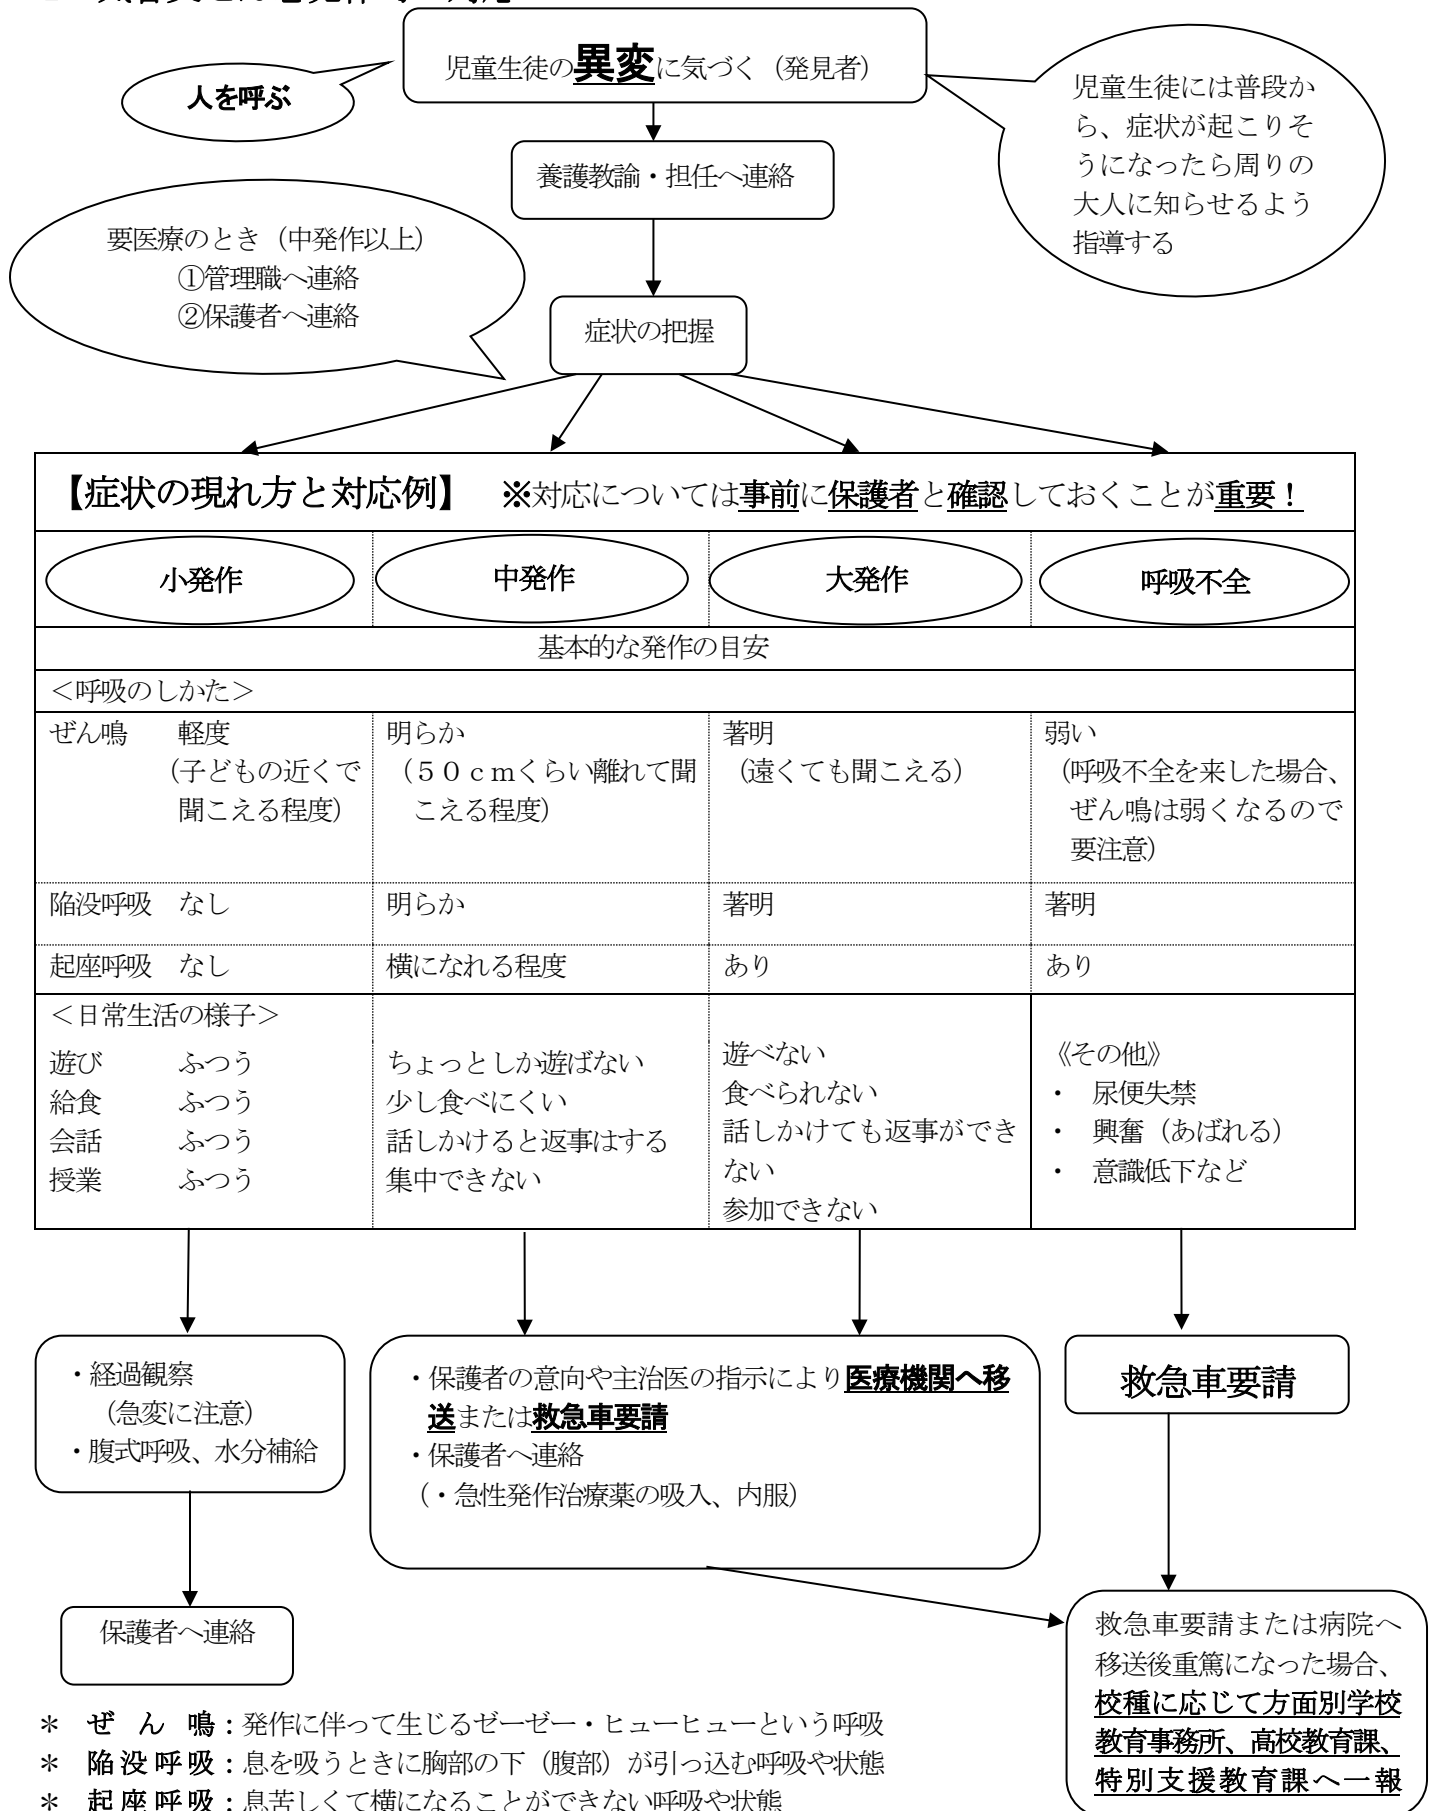 児童生徒の異変に気づく（発見者）
人を呼ぶ
児童生徒には普段か
ら、症状が起こりそ
うになったら周りの
大人に知らせるよう
指導する
養護教諭・担任へ連絡
要医療のとき（中発作以上）
①管理職へ連絡
②保護者へ連絡
症状の把握
【症状の現れ方と対応例】　※対応については事前に保護者と確認しておくことが重要！
小発作　中発作　大発作　呼吸不全
基本的な発作の目安
＜呼吸のしかた＞
ぜん鳴　軽度
（子どもの近くで
聞こえる程度）
明らか
（５０ｃｍくらい離れて聞
こえる程度）
著明
（遠くても聞こえる）
弱い
（呼吸不全を来した場合、
ぜん鳴は弱くなるので
要注意）
陥没呼吸　なし　明らか　著明　著明
起座呼吸　なし　横になれる程度　あり　あり
＜日常生活の様子＞
遊び　ふつう
給食　ふつう
会話　ふつう
授業　ふつう
ちょっとしか遊ばない
少し食べにくい
話しかけると返事はする
集中できない
遊べない
食べられない
話しかけても返事ができ
ない
参加できない
《その他》
・　尿便失禁
・　興奮（あばれる）
・　意識低下など
・経過観察
（急変に注意）
・腹式呼吸、水分補給
・保護者の意向や主治医の指示により医療機関へ移
送または救急車要請
・保護者へ連絡
（・急性発作治療薬の吸入、内服）
救急車要請
保護者へ連絡
救急車要請または病院へ
移送後重篤になった場合、
校種に応じて方面別学校
教育事務所、高校教育課、
特別支援教育課へ一報
＊　ぜ　ん　鳴：発作に伴って生じるゼーゼー・ヒューヒューという呼吸
＊　陥没呼吸：息を吸うときに胸部の下（腹部）が引っ込む呼吸や状態
＊　起座呼吸：息苦しくて横になることができない呼吸や状態